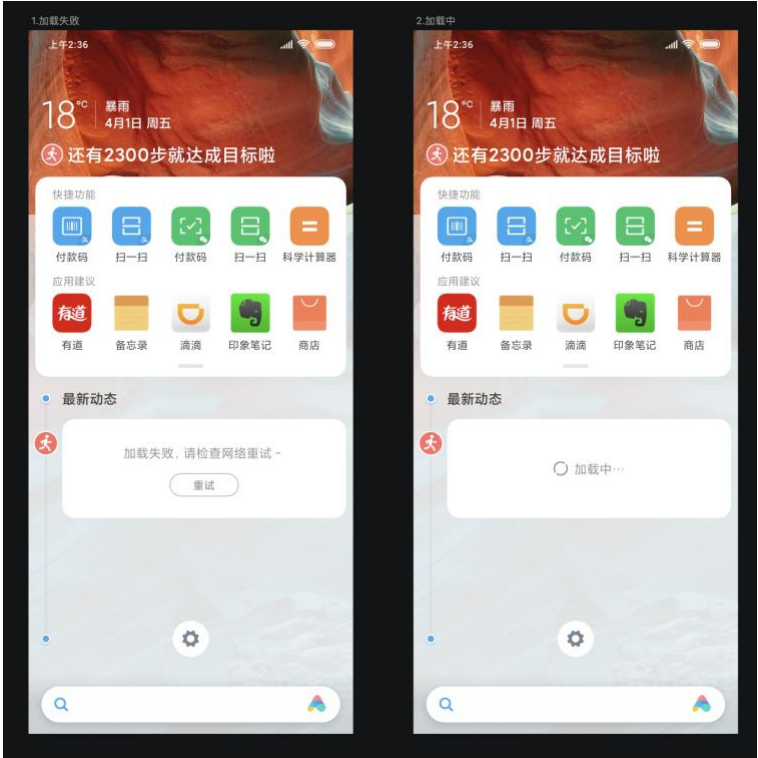 1.加载失败
上午2:36
18°C
暴雨
4月1日 周五
还有2300步就达成目标啦
快捷功能
付款码 扫一扫 付款码 扫一扫 科学计算器
应用建议
有道
有道 备忘录 滴滴 印象笔记 商店
最新动态
加载失败，请检查网络重试~
重试
2.加载中
上午2:36
18°C
暴雨
4月1日 周五
还有2300步就达成目标啦
快捷功能
付款码 扫一扫 付款码 扫一扫 科学计算器
应用建议
有道
有道 备忘录 滴滴 印象笔记 商店
最新动态
加载中···